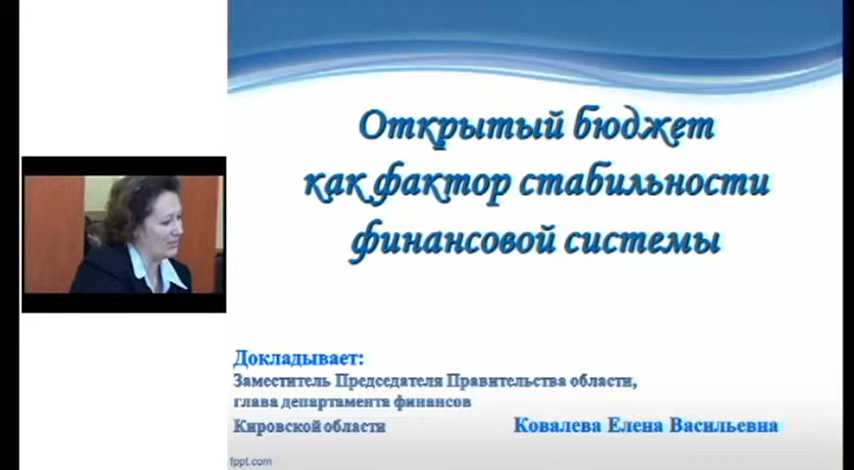 Открытый бюджет
как фактор стабильности
финансовой системы
Докладывает:
Заместитель Председателя Правительства области,
глава департамента финансов
Кировской области Ковалева Елена Васильевна
fppt.com